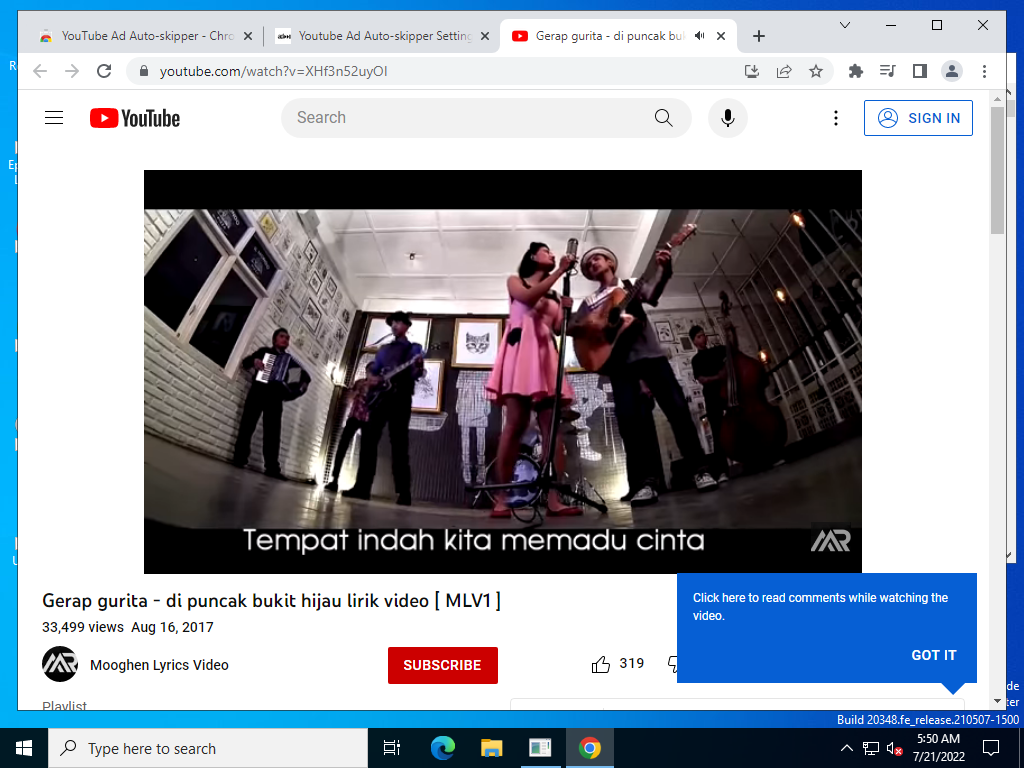 YouTube Ad Auto-skipper - Chro
Youtube Ad Auto-skipper Setting
Gerap gurita - di puncak bu
youtube.com/watch?v=XHf3n52uyOI
YouTube
Search
SIGN IN
Tempat indah kita memadu cinta
Gerap gurita - di puncak bukit hijau lirik video [ MLV1 ]
33,499 views Aug 16, 2017
Mooghen Lyrics Video
SUBSCRIBE
319
Click here to read comments while watching the
video.
GOT IT
Playlist
Build 20348.fe_release.210507-1500
Type here to search
5:50 AM
7/21/2022